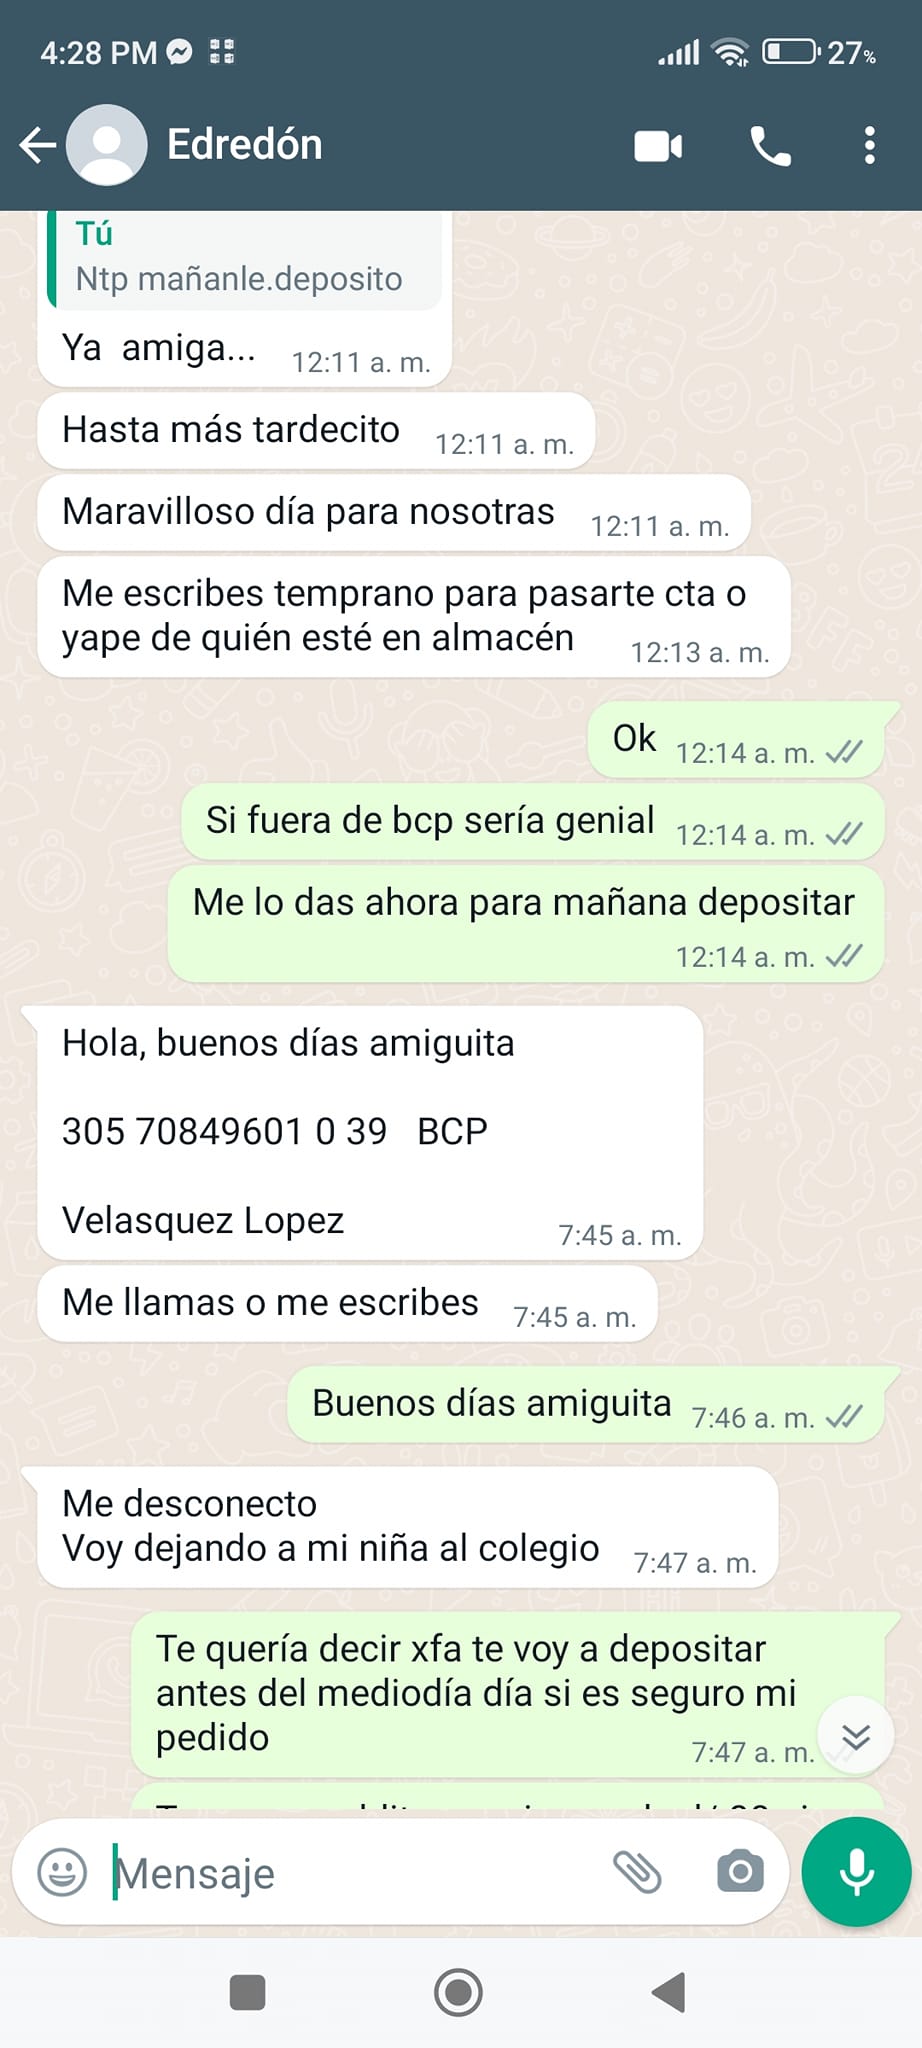 4:28 PM
27%
Edredón
Tú
Ntp mañanle.deposito
Ya amiga...
12:11 a. m.
Hasta más tardecito
12:11 a. m.
Maravilloso día para nosotras
12:11 a. m.
Me escribes temprano para pasarte cta o
yape de quién esté en almacén
12:13 a. m.
Ok
12:14 a. m.
Si fuera de bcp sería genial
12:14 a. m.
Me lo das ahora para mañana depositar
12:14 a. m.
Hola, buenos días amiguita
305 70849601 0 39 BCP
Velasquez Lopez
7:45 a. m.
Me llamas o me escribes
7:45 a. m.
Buenos días amiguita
7:46 a. m.
Me desconecto
Voy dejando a mi niña al colegio
7:47 a. m.
Te quería decir xfa te voy a depositar
antes del mediodía día si es seguro mi
pedido
7:47 a. m.
Mensaje